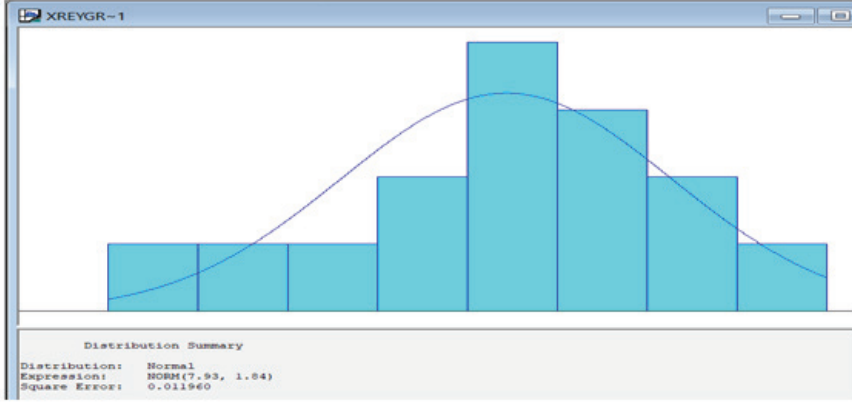 XREYGR~1
Distribution Summary
Distribution: Normal
Expression: NORM(7.93, 1.84)
Square Error: 0.011960